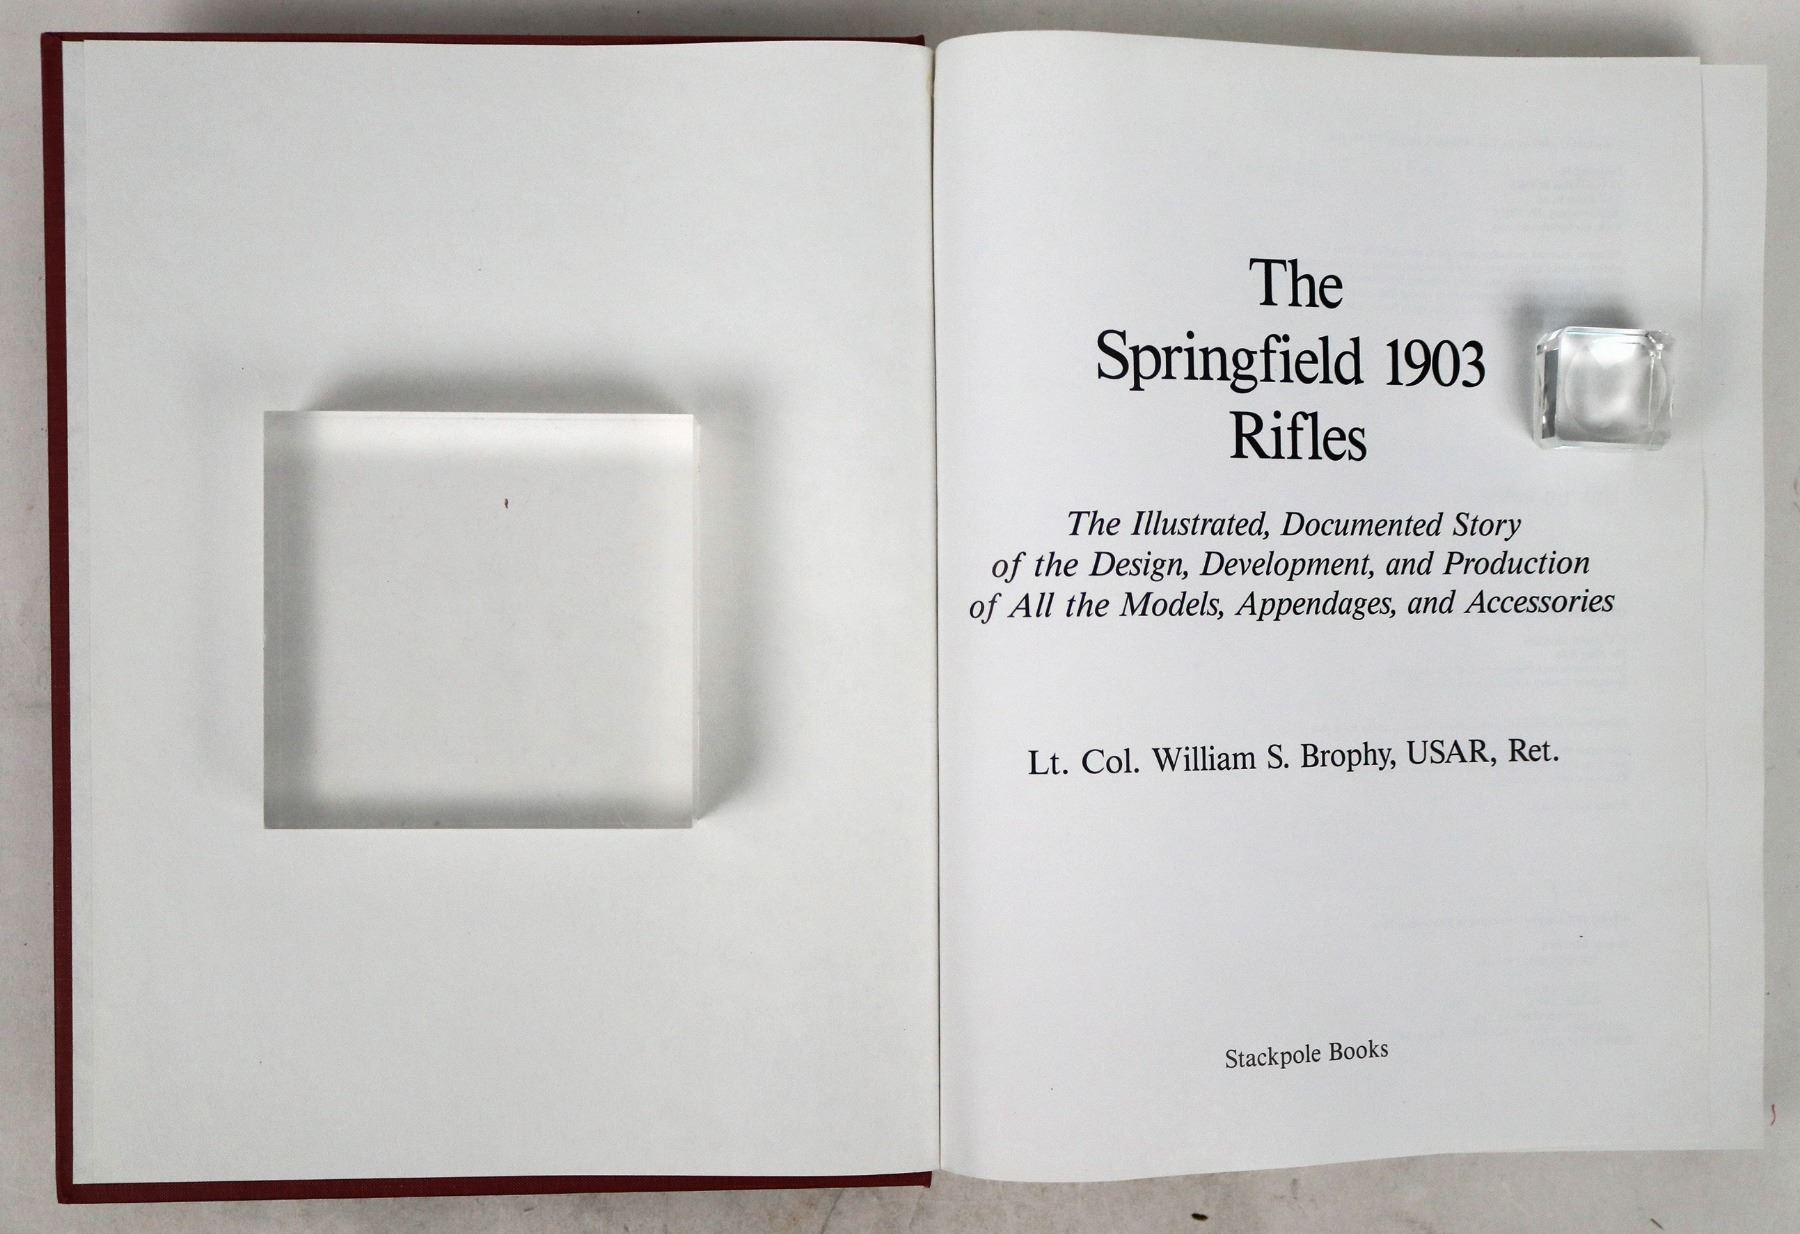 The
Springfield 1903
Rifles
The Illustrated, Documented Story
of the Design, Development, and Production
of All the Models, Appendages, and Accessories
Lt. Col. William S. Brophy, USAR, Ret.
Stackpole Books